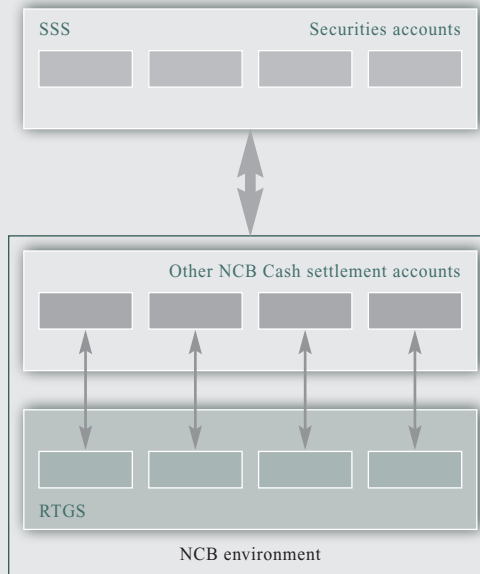 SSS Securities accounts
Other NCB Cash settlement accounts
RTGS
NCB environment